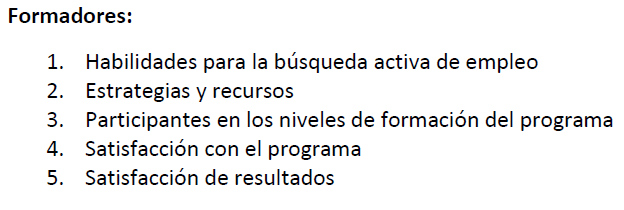 Formadores:
1. Habilidades para la búsqueda activa de empleo
2. Estrategias y recursos
3. Participantes en los niveles de formación del programa
4. Satisfacción con el programa
5. Satisfacción de resultados